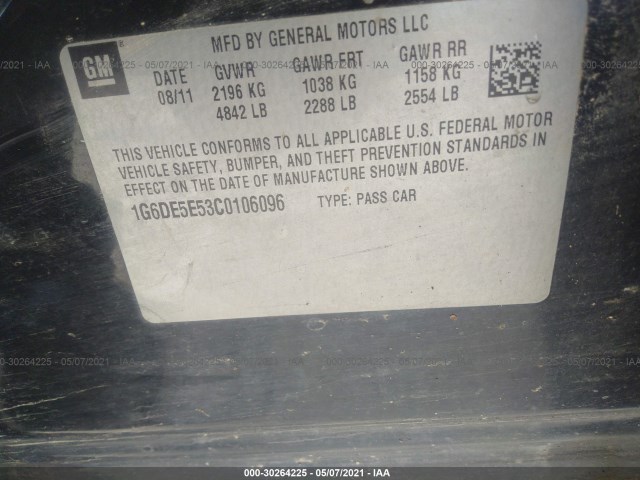 GM
MFD BY GENERAL MOTORS LLC
DATE GVWR GAWR FRT GAWR RR
08/11 2196 KG 1038 KG 1158 KG
4842 LB 2288 LB 2554 LB
THIS VEHICLE CONFORMS TO ALL APPLICABLE U.S. FEDERAL MOTOR
VEHICLE SAFETY, BUMPER, AND THEFT PREVENTION STANDARDS IN
EFFECT ON THE DATE OF MANUFACTURE SHOWN ABOVE.
1G6DE5E53C0106096 TYPE: PASS CAR
000-30264225 - 05/07/2021 - IAA